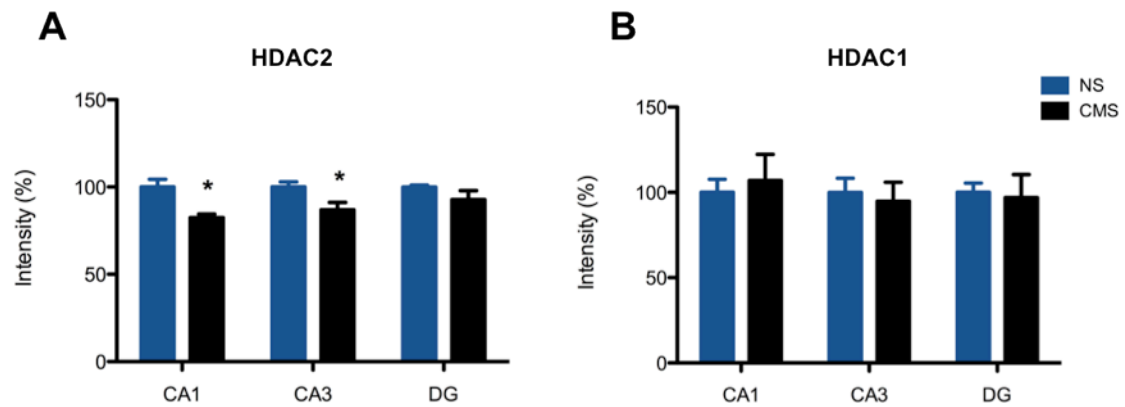 A
HDAC2
Intensity (%)
150
100
50
0
*
*
CA1 CA3 DG
B
HDAC1
NS
CMS
Intensity (%)
150
100
50
0
CA1 CA3 DG